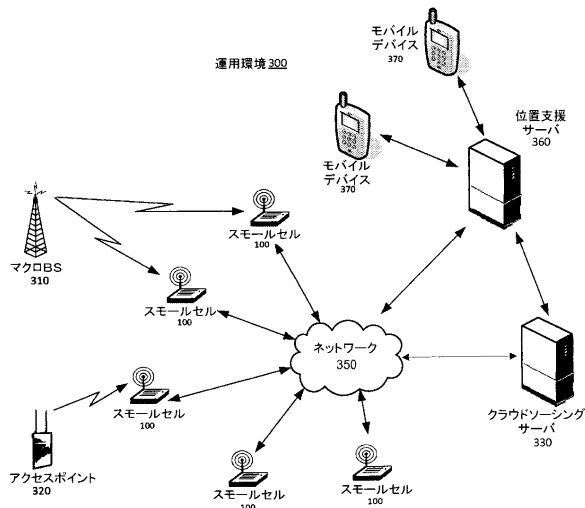 運用環境 300
モバイル
デバイス
370
モバイル
デバイス
370
位置支援
サーバ
360
マクロBS
310
スモールセル
100
スモールセル
100
スモールセル
100
スモールセル
100
スモールセル
100
ネットワーク
350
クラウドソーシング
サーバ
330
アクセスポイント
320